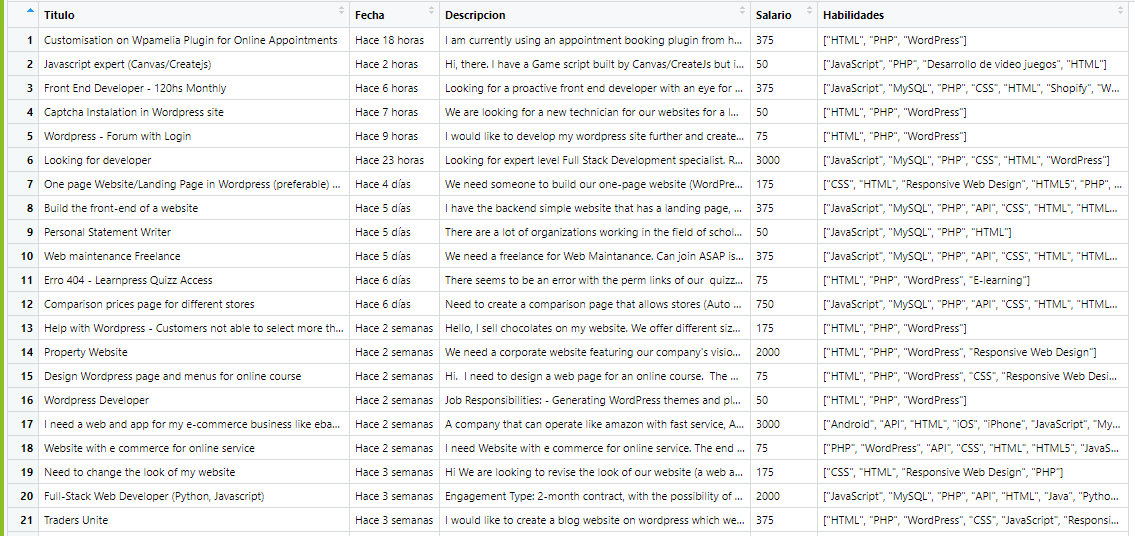 Titulo Fecha Descripcion Salario Habilidades
1 Customisation on Wpamelia Plugin for Online Appointments Hace 18 horas I am currently using an appointment booking plugin from h... 375 ["HTML", "PHP", "WordPress"]
2 Javascript expert (Canvas/Createjs) Hace 2 horas Hi, there. I have a Game script built by Canvas/CreateJs but i... 50 ["JavaScript", "PHP", "Desarrollo de video juegos", "HTML"]
3 Front End Developer - 120hs Monthly Hace 6 horas Looking for a proactive front end developer with an eye for ... 375 ["JavaScript", "MySQL", "PHP", "CSS", "HTML", "Shopify", "W...
4 Captcha Instalation in Wordpress site Hace 7 horas We are looking for a new technician for our websites for a l... 50 ["HTML", "PHP", "WordPress"]
5 Wordpress - Forum with Login Hace 9 horas I would like to develop my wordpress site further and create... 75 ["HTML", "PHP", "WordPress"]
6 Looking for developer Hace 23 horas Looking for expert level Full Stack Development specialist. R... 3000 ["JavaScript", "MySQL", "PHP", "CSS", "HTML", "WordPress"]
7 One page Website/Landing Page in Wordpress (preferable) ... Hace 4 días We need someone to build our one-page website (WordPre... 175 ["CSS", "HTML", "Responsive Web Design", "HTML5", "PHP", ...
8 Build the front-end of a website Hace 5 días I have the backend simple website that has a landing page, ... 375 ["JavaScript", "MySQL", "PHP", "API", "CSS", "HTML", "HTML...
9 Personal Statement Writer Hace 5 días There are a lot of organizations working in the field of schol... 50 ["JavaScript", "MySQL", "PHP", "HTML"]
10 Web maintenance Freelance Hace 5 días We need a freelance for Web Maintanance. Can join ASAP is... 375 ["JavaScript", "MySQL", "PHP", "API", "CSS", "HTML", "HTML...
11 Erro 404 - Learnpress Quizz Access Hace 6 días There seems to be an error with the perm links of our quizz... 75 ["HTML", "PHP", "WordPress", "E-learning"]
12 Comparison prices page for different stores Hace 6 días Need to create a comparison page that allows stores (Auto ... 750 ["JavaScript", "MySQL", "PHP", "API", "CSS", "HTML", "HTML...
13 Help with Wordpress - Customers not able to select more th... Hace 2 semanas Hello, I sell chocolates on my website. We offer different siz... 175 ["HTML", "PHP", "WordPress"]
14 Property Website Hace 2 semanas We need a corporate website featuring our company's visio... 2000 ["HTML", "PHP", "WordPress", "Responsive Web Design"]
15 Design Wordpress page and menus for online course Hace 2 semanas Hi. I need to design a web page for an online course. The ... 75 ["HTML", "PHP", "WordPress", "CSS", "Responsive Web Desi...
16 Wordpress Developer Hace 2 semanas Job Responsibilities: - Generating WordPress themes and pl... 50 ["HTML", "PHP", "WordPress"]
17 I need a web and app for my e-commerce business like eba... Hace 2 semanas A company that can operate like amazon with fast service, A... 3000 ["Android", "API", "HTML", "iOS", "iPhone", "JavaScript", "My...
18 Website with e commerce for online service Hace 2 semanas I need Website with e commerce for online service. The end ... 75 ["PHP", "WordPress", "API", "CSS", "HTML", "HTML5", "JavaS...
19 Need to change the look of my website Hace 3 semanas Hi We are looking to revise the look of our website (a web a... 175 ["CSS", "HTML", "Responsive Web Design", "PHP"]
20 Full-Stack Web Developer (Python, Javascript) Hace 3 semanas Engagement Type: 2-month contract, with the possibility of ... 2000 ["JavaScript", "MySQL", "PHP", "API", "HTML", "Java", "Pytho...
21 Traders Unite Hace 3 semanas I would like to create a blog website on wordpress which we... 375 ["HTML", "PHP", "WordPress", "CSS", "JavaScript", "Responsi...